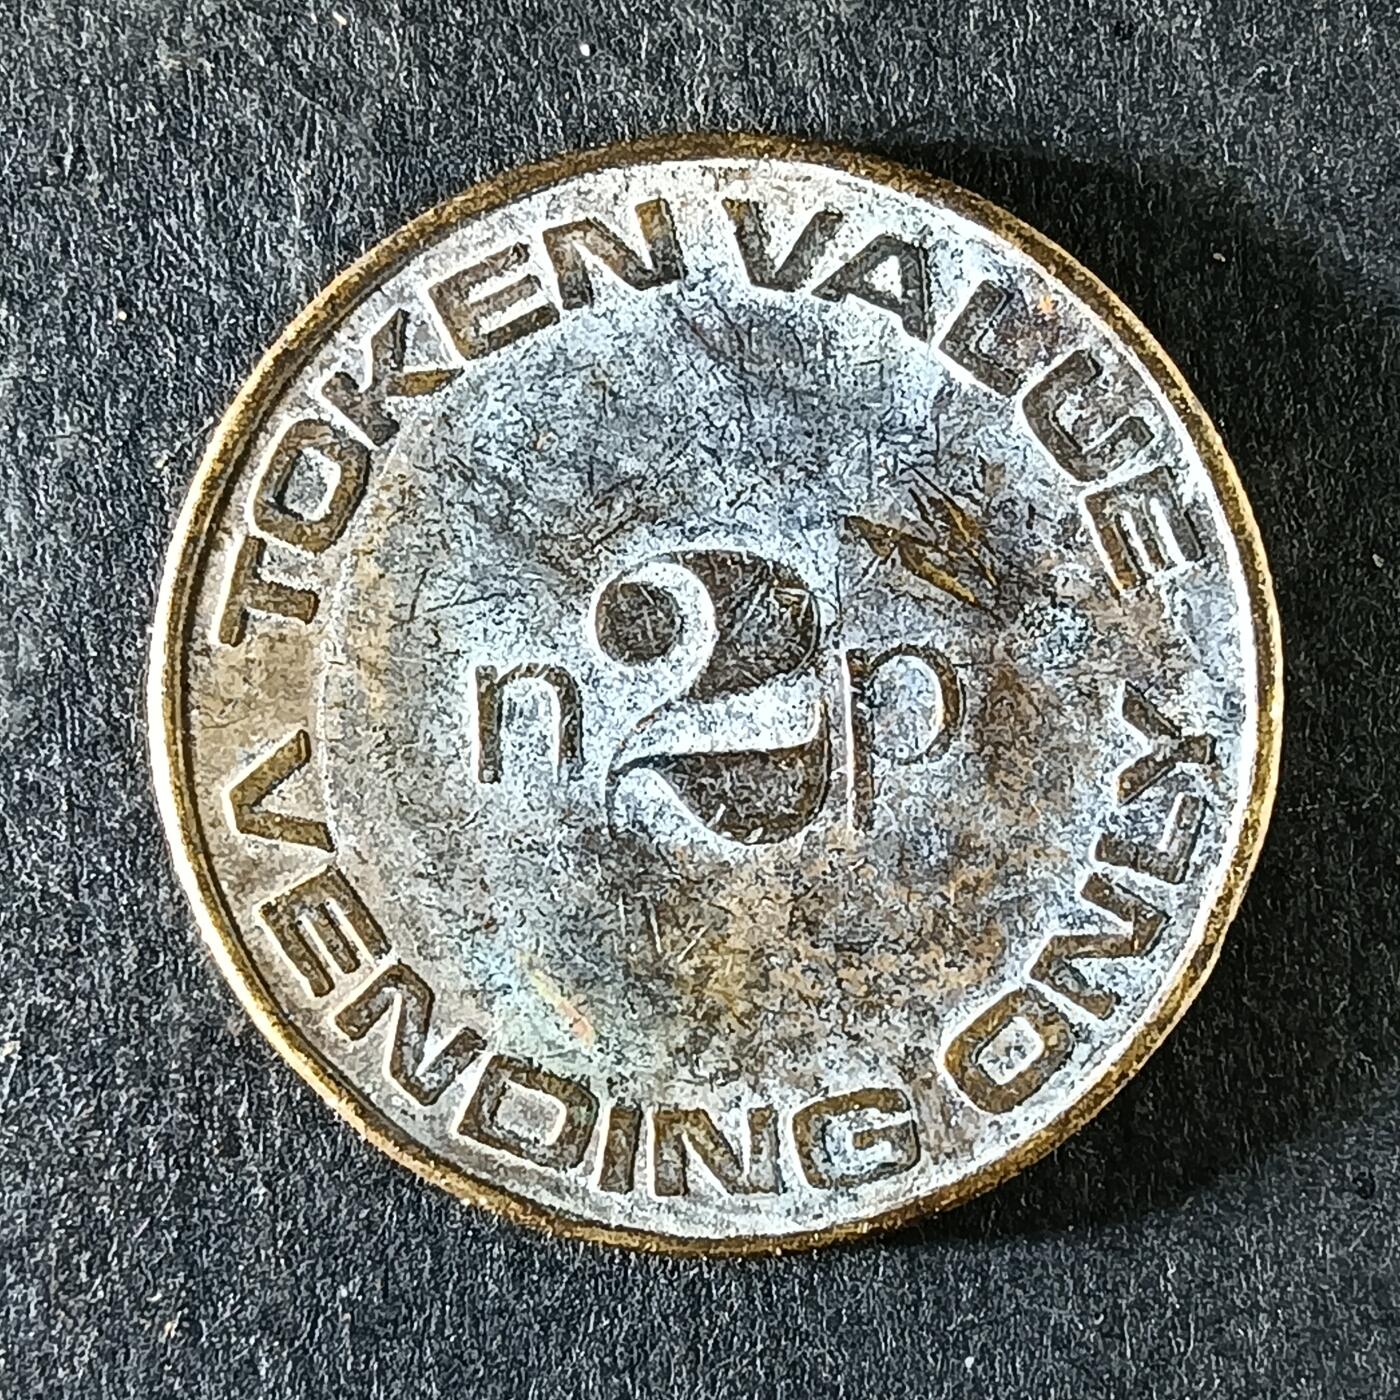 TOKEN VALUE
n2p
VENDING ONLY